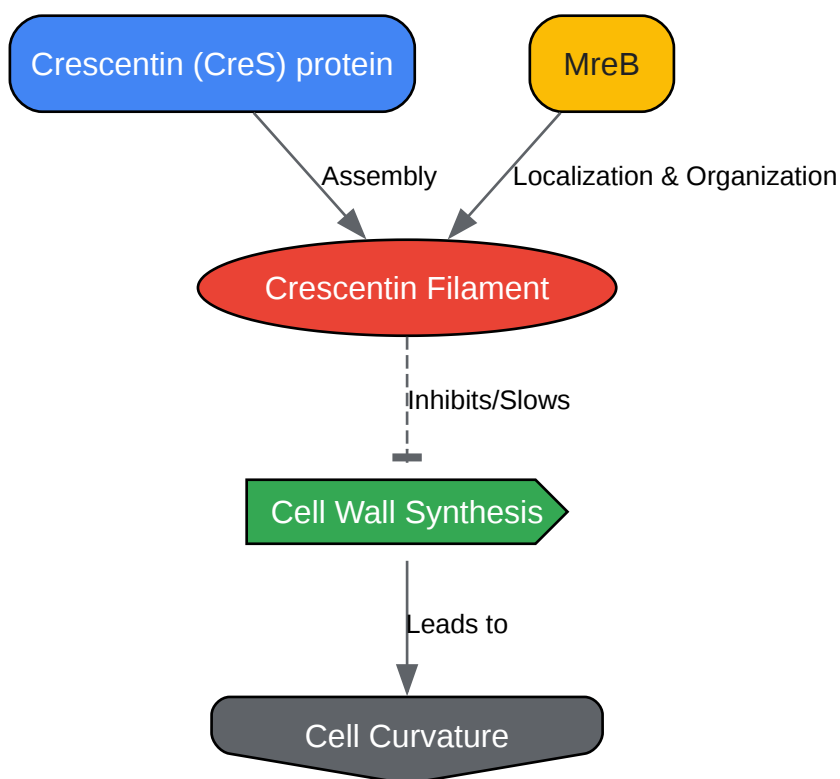 Crescentin (CreS) protein
MreB
Assembly
Localization & Organization
Crescentin Filament
Inhibits/Slows
Cell Wall Synthesis
Leads to
Cell Curvature